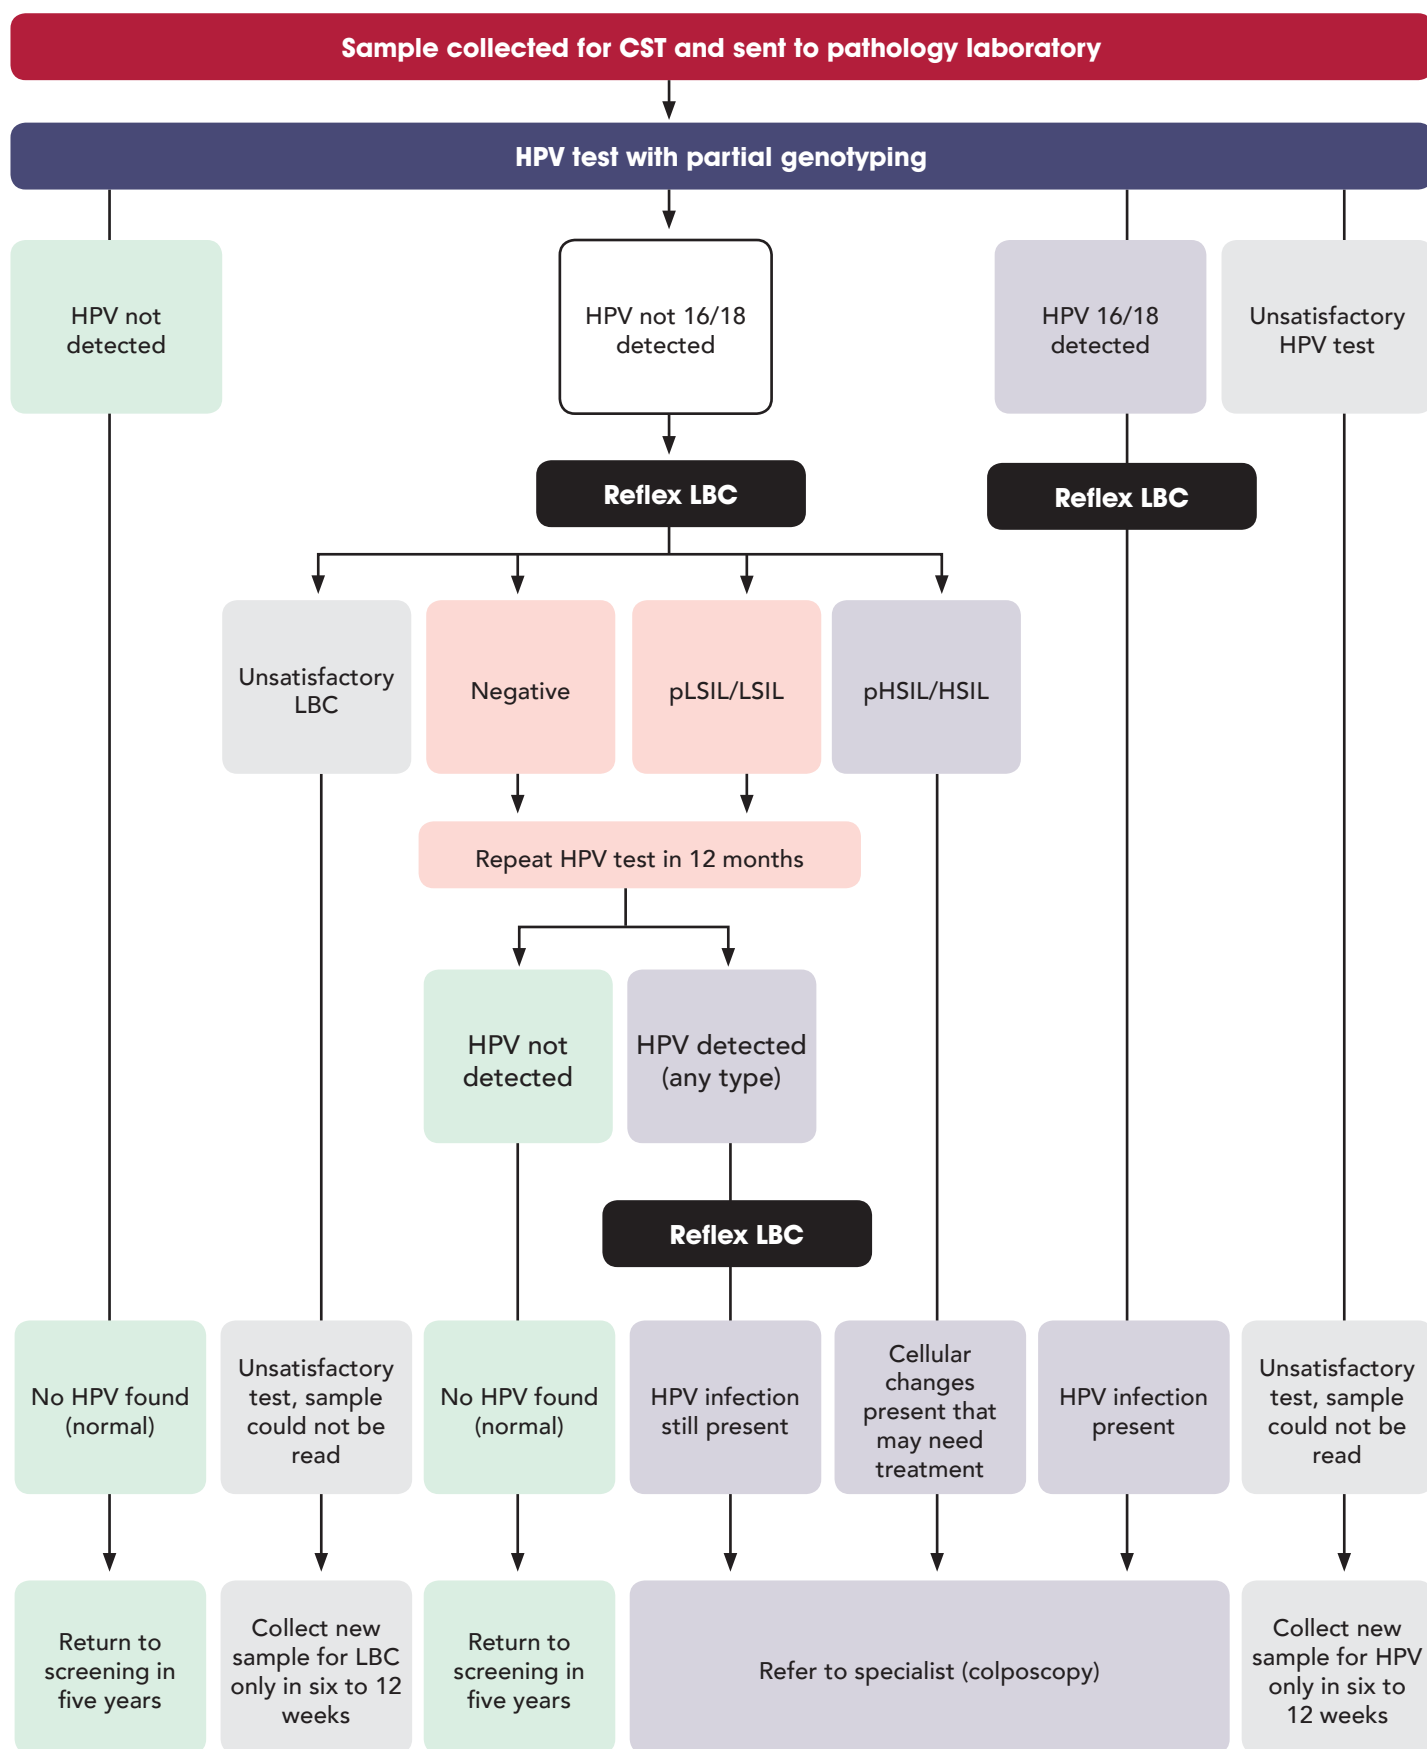 Sample collected for CST and sent to pathology laboratory
HPV test with partial genotyping
HPV not
detected
HPV not 16/18
detected
HPV 16/18
detected
Unsatisfactory
HPV test
Reflex LBC
Reflex LBC
Unsatisfactory
LBC
Negative
pLSIL/LSIL
pHSIL/HSIL
Repeat HPV test in 12 months
HPV not
detected
HPV detected
(any type)
Reflex LBC
No HPV found
(normal)
Unsatisfactory
test, sample
could not be
read
No HPV found
(normal)
HPV infection
still present
Cellular
changes
present that
may need
treatment
HPV infection
present
Unsatisfactory
test, sample
could not be
read
Return to
screening in
five years
Collect new
sample for LBC
only in six to 12
weeks
Return to
screening in
five years
Refer to specialist (colposcopy)
Collect new
sample for HPV
only in six to
12 weeks